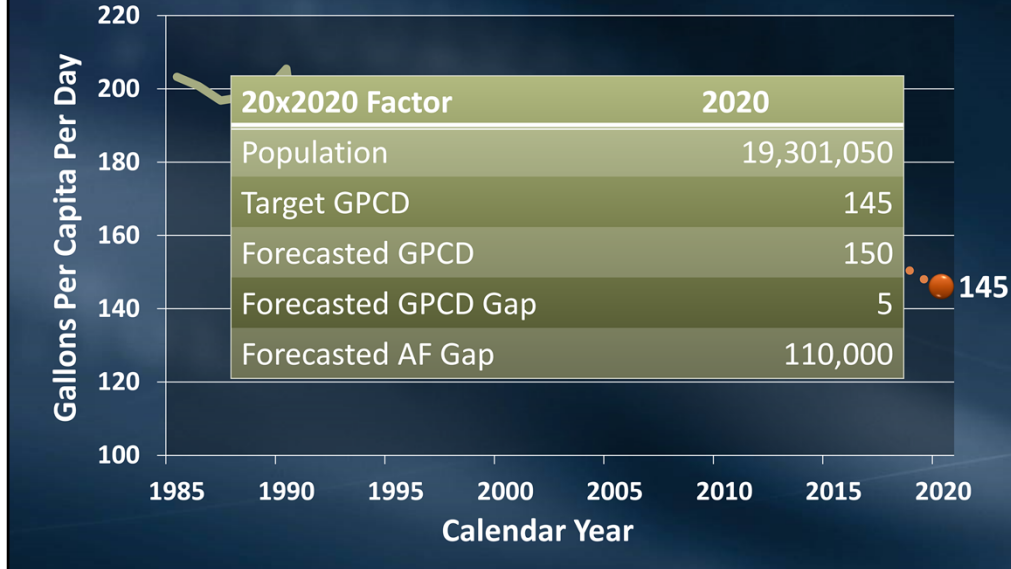 220
200
180
160
140
120
100
Gallons Per Capita Per Day
20x2020 Factor 2020
Population 19,301,050
Target GPCD 145
Forecasted GPCD 150
Forecasted GPCD Gap 5
Forecasted AF Gap 110,000
145
1985 1990 1995 2000 2005 2010 2015 2020
Calendar Year